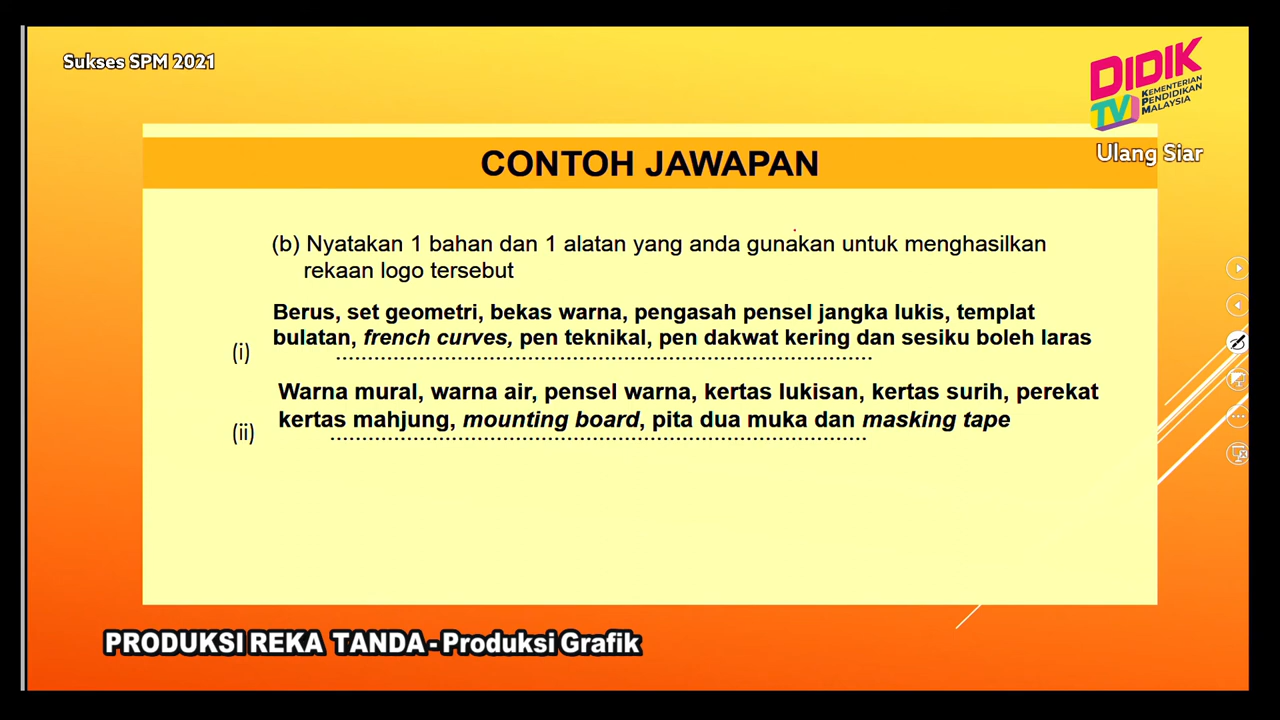 Sukses SPM 2021
DIDIK
TV
KEMENTERIAN
PENDIDIKAN
MALAYSIA
Ulang Siar
CONTOH JAWAPAN
(b) Nyatakan 1 bahan dan 1 alatan yang anda gunakan untuk menghasilkan
rekaan logo tersebut
Berus, set geometri, bekas warna, pengasah pensel jangka lukis, templat
bulatan, french curves, pen teknikal, pen dakwat kering dan sesiku boleh laras
(i) ................................................................................
Warna mural, warna air, pensel warna, kertas lukisan, kertas surih, perekat
kertas mahjung, mounting board, pita dua muka dan masking tape
(ii) ................................................................................
PRODUKSI REKA TANDA - Produksi Grafik